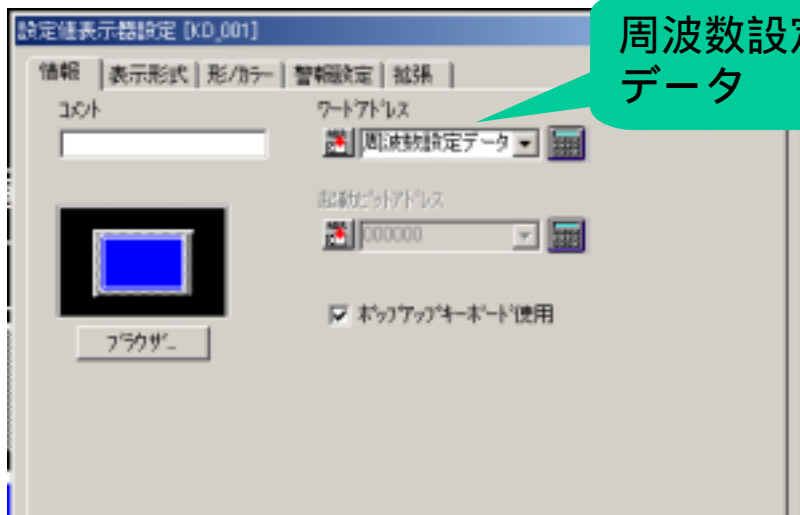 設定値表示器設定 [KD_001]
周波数設定
データ
情報 表示形式 形/カラー 警報設定 拡張
コメント ワードアドレス
周波数設定データ
起動ビットアドレス
000000
ポップアップキーボード使用
ブラウザ_